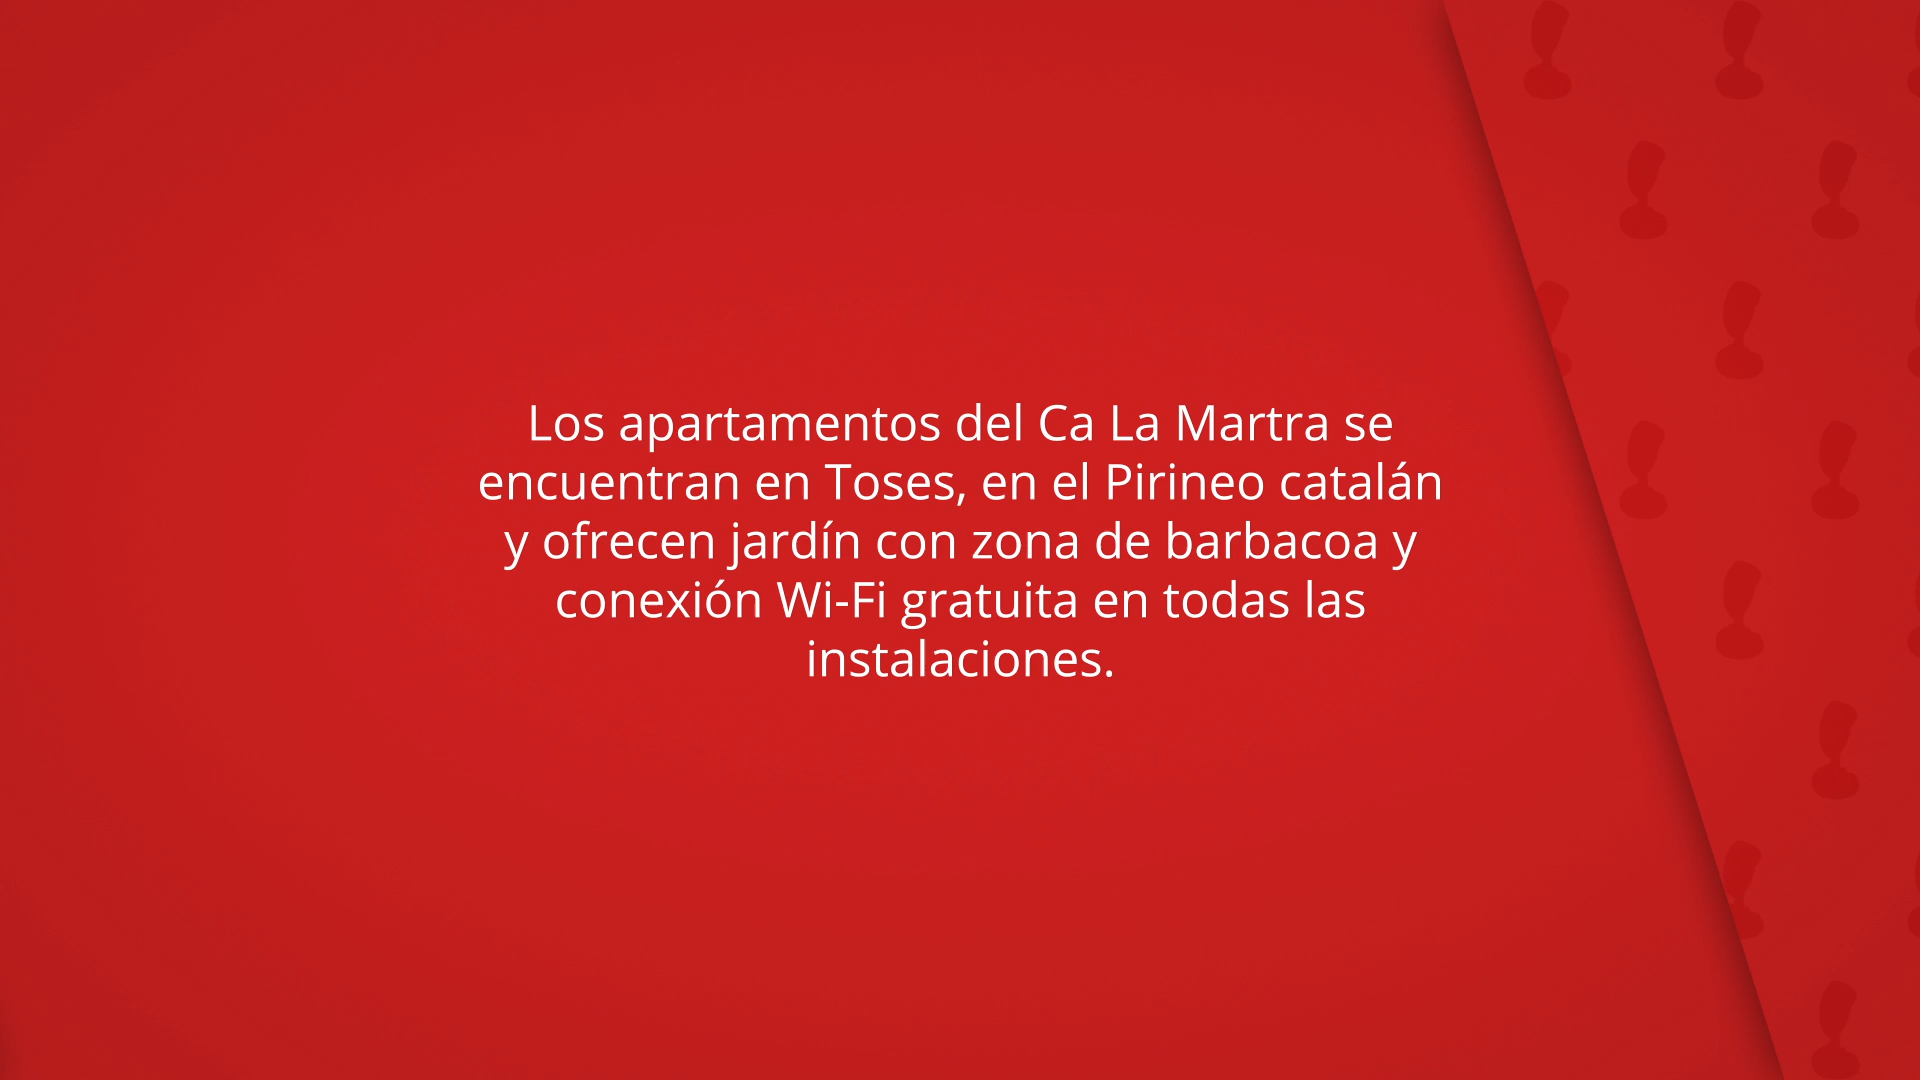 Los apartamentos del Ca La Martra se
encuentran en Toses, en el Pirineo catalán
y ofrecen jardín con zona de barbacoa y
conexión Wi-Fi gratuita en todas las
instalaciones.